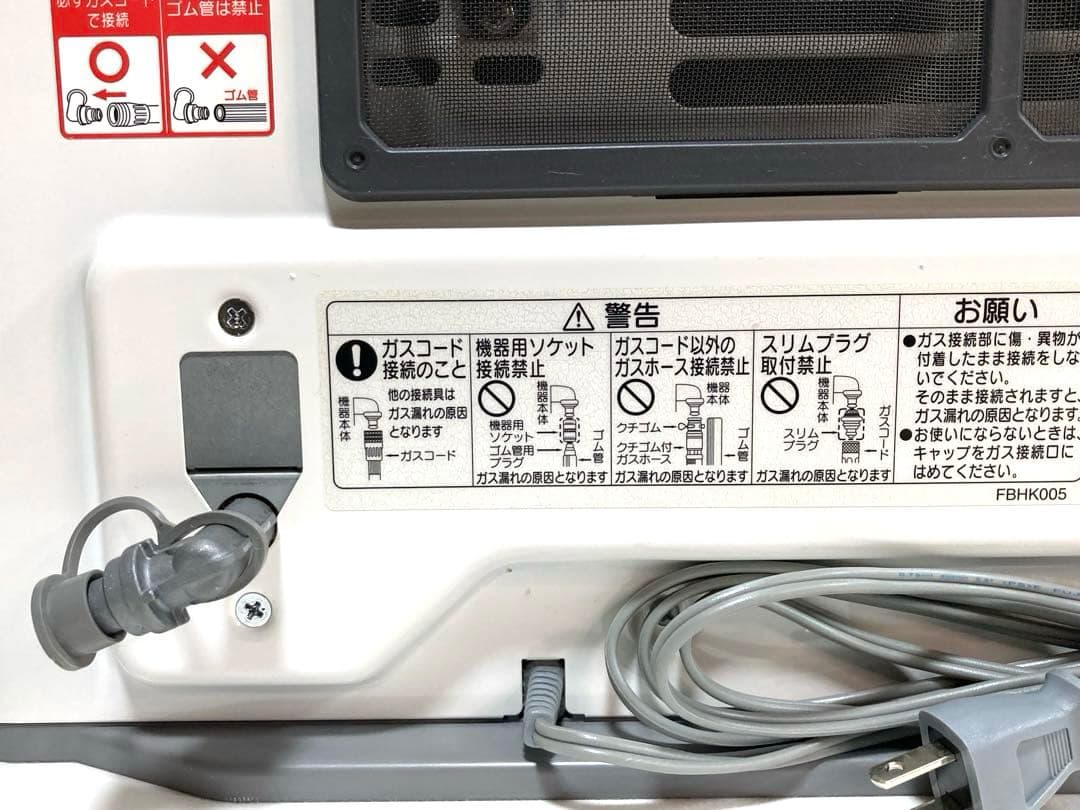 必ずガスコード
で接続
ゴム管は禁止
ゴム管
警告
ガスコード
接続のこと
他の接続具は
ガス漏れの原因
となります
機器本体
ガスコード
機器用ソケット
接続禁止
機器本体
機器用
ソケット
ゴム管用
プラグ
ゴム管
ガス漏れの原因となります
ガスコード以外の
ガスホース接続禁止
機器
本体
クチゴム
クチゴム付
ガスホース
ゴム管
ガス漏れの原因となります
スリムプラグ
取付禁止
機器本体
スリム
プラグ
ガスコード
ガス漏れの原因となります
お願い
●ガス接続部に傷・異物が
付着したまま接続をしな
いでください。
そのまま接続されますと、
ガス漏れの原因となります
●お使いにならないときは、
キャップをガス接続口に
はめてください。
FBHK005